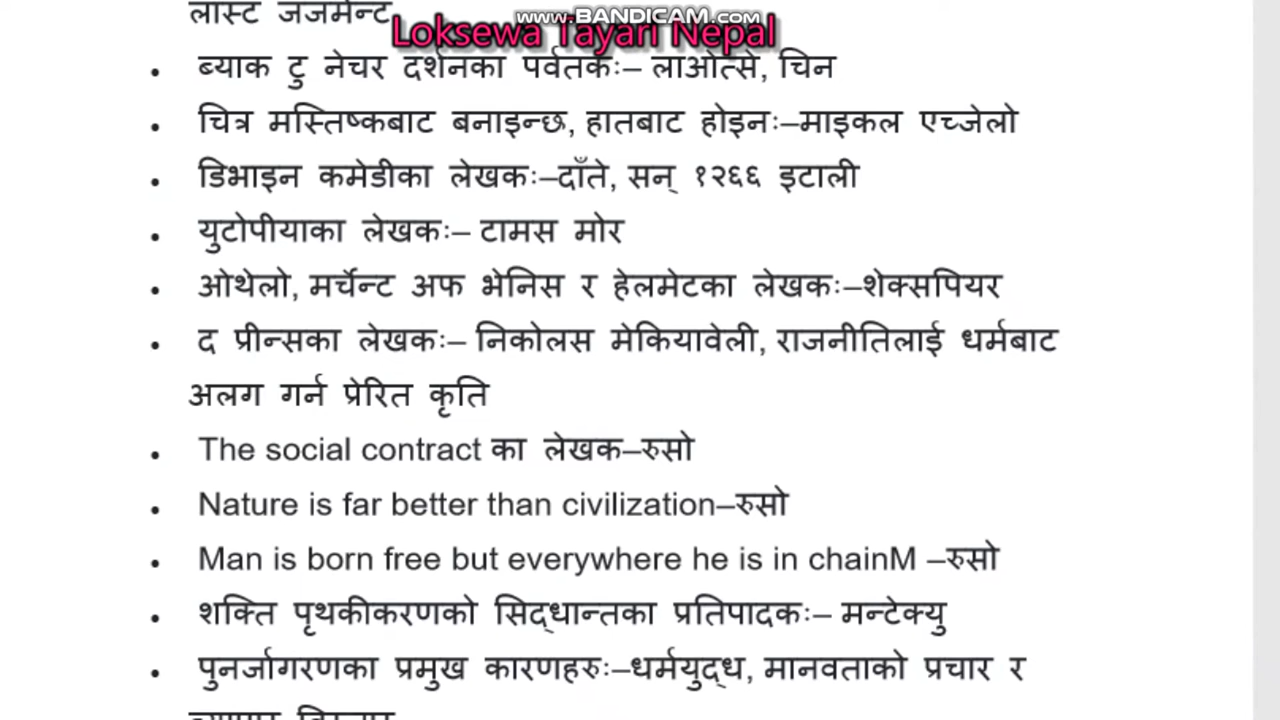 लास्ट जजमेन्ट
www.BANDICAM.com
Loksewa Tayari Nepal
• ब्याक टु नेचर दर्शनका पर्वतकः– लाओत्से, चिन
• चित्र मस्तिष्कबाट बनाइन्छ, हातबाट होइनः–माइकल एच्जेलो
• डिभाइन कमेडीका लेखकः–दाँते, सन् १२६६ इटाली
• युटोपीयाका लेखकः– टामस मोर
• ओथेलो, मर्चेन्ट अफ भेनिस र हेलमेटका लेखकः–शेक्सपियर
• द प्रीन्सका लेखकः– निकोलस मेकियावेली, राजनीतिलाई धर्मबाट
अलग गर्न प्रेरित कृति
• The social contract का लेखक–रुसो
• Nature is far better than civilization–रुसो
• Man is born free but everywhere he is in chainM –रुसो
• शक्ति पृथकीकरणको सिद्धान्तका प्रतिपादकः– मन्टेक्यु
• पुनर्जागरणका प्रमुख कारणहरुः–धर्मयुद्ध, मानवताको प्रचार र